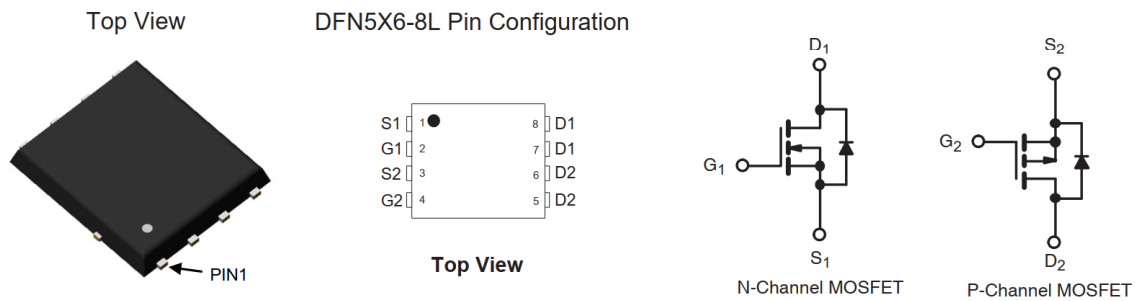 Top View
PIN1
DFN5X6-8L Pin Configuration
S1 1 8 D1
G1 2 7 D1
S2 3 6 D2
G2 4 5 D2
Top View
D1
G1
S1
N-Channel MOSFET
S2
G2
D2
P-Channel MOSFET